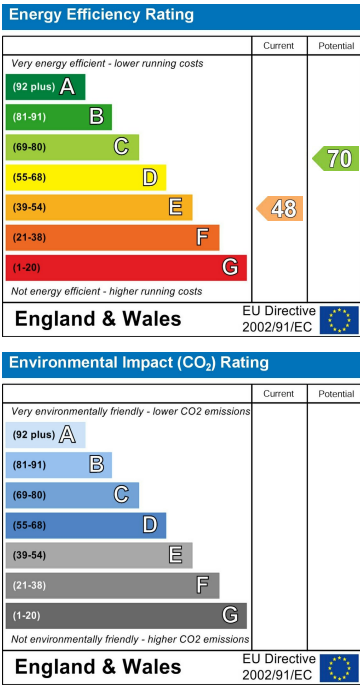 Energy Efficiency Rating
Current Potential
Very energy efficient - lower running costs
(92 plus) A
(81-91) B
(69-80) C
(55-68) D
(39-54) E
(21-38) F
(1-20) G
70
48
Not energy efficient - higher running costs
England & Wales
EU Directive
2002/91/EC
Environmental Impact (CO₂) Rating
Current Potential
Very environmentally friendly - lower CO2 emissions
(92 plus) A
(81-91) B
(69-80) C
(55-68) D
(39-54) E
(21-38) F
(1-20) G
Not environmentally friendly - higher CO2 emissions
England & Wales
EU Directive
2002/91/EC